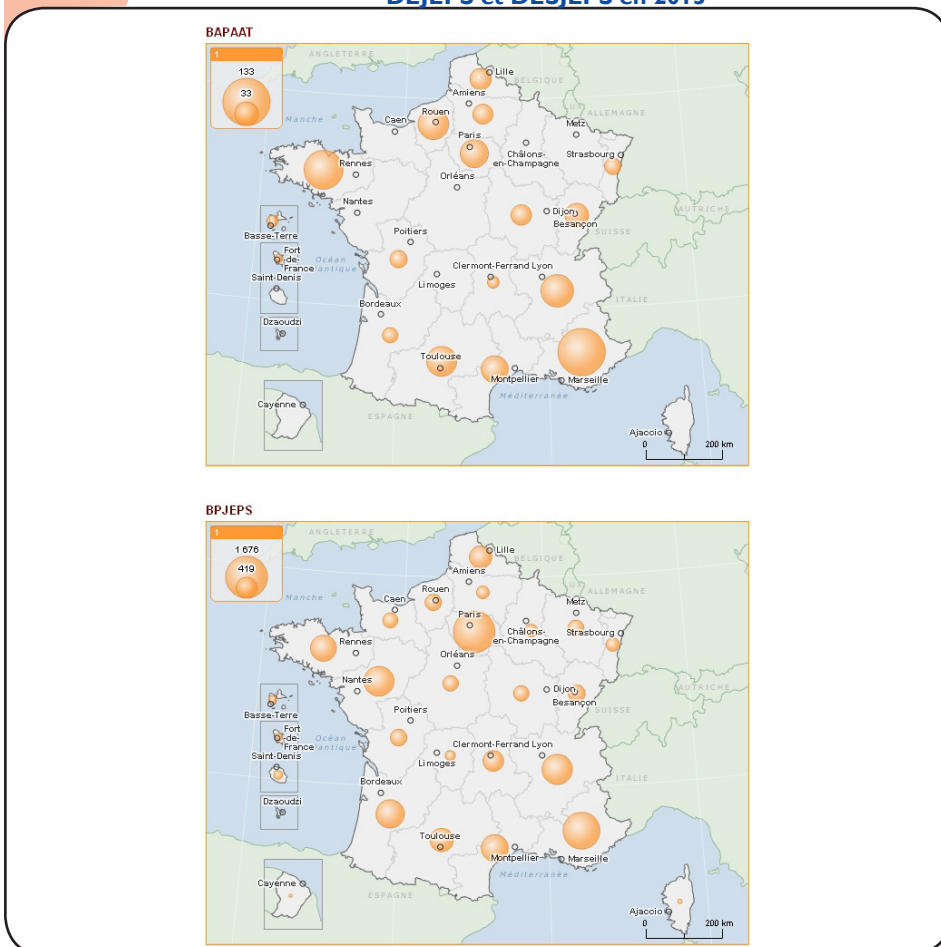 DEJEPS et DESJEPS en 2015
BAPAAT
1
133
33
ANGLETERRE
Lille
BELGIQUE
Amiens
ALLEMAGNE
Manche
Caen
Rouen
Metz
Paris
Châlons-
en-Champagne
Strasbourg
Rennes
Orléans
Nantes
Dijon
Besançon
AUTRICHE
SUISSE
Basse-Terre
Poitiers
Fort
-de-
France
Océan
Atlantique
Clermont-Ferrand
Lyon
Saint-Denis
Limoges
ITALIE
Bordeaux
Dzaoudzi
Toulouse
Montpellier
Marseille
Méditerranée
Cayenne
ESPAGNE
Ajaccio
0
200 km
BPJEPS
1
1 676
419
ANGLETERRE
Lille
BELGIQUE
Amiens
ALLEMAGNE
Manche
Caen
Rouen
Metz
Paris
Châlons-
en-Champagne
Strasbourg
Rennes
Orléans
Nantes
Dijon
Besançon
AUTRICHE
SUISSE
Basse-Terre
Poitiers
Fort
-de-
France
Océan
Atlantique
Clermont-Ferrand
Lyon
Saint-Denis
Limoges
ITALIE
Bordeaux
Dzaoudzi
Toulouse
Montpellier
Marseille
Méditerranée
Cayenne
ESPAGNE
Ajaccio
0
200 km